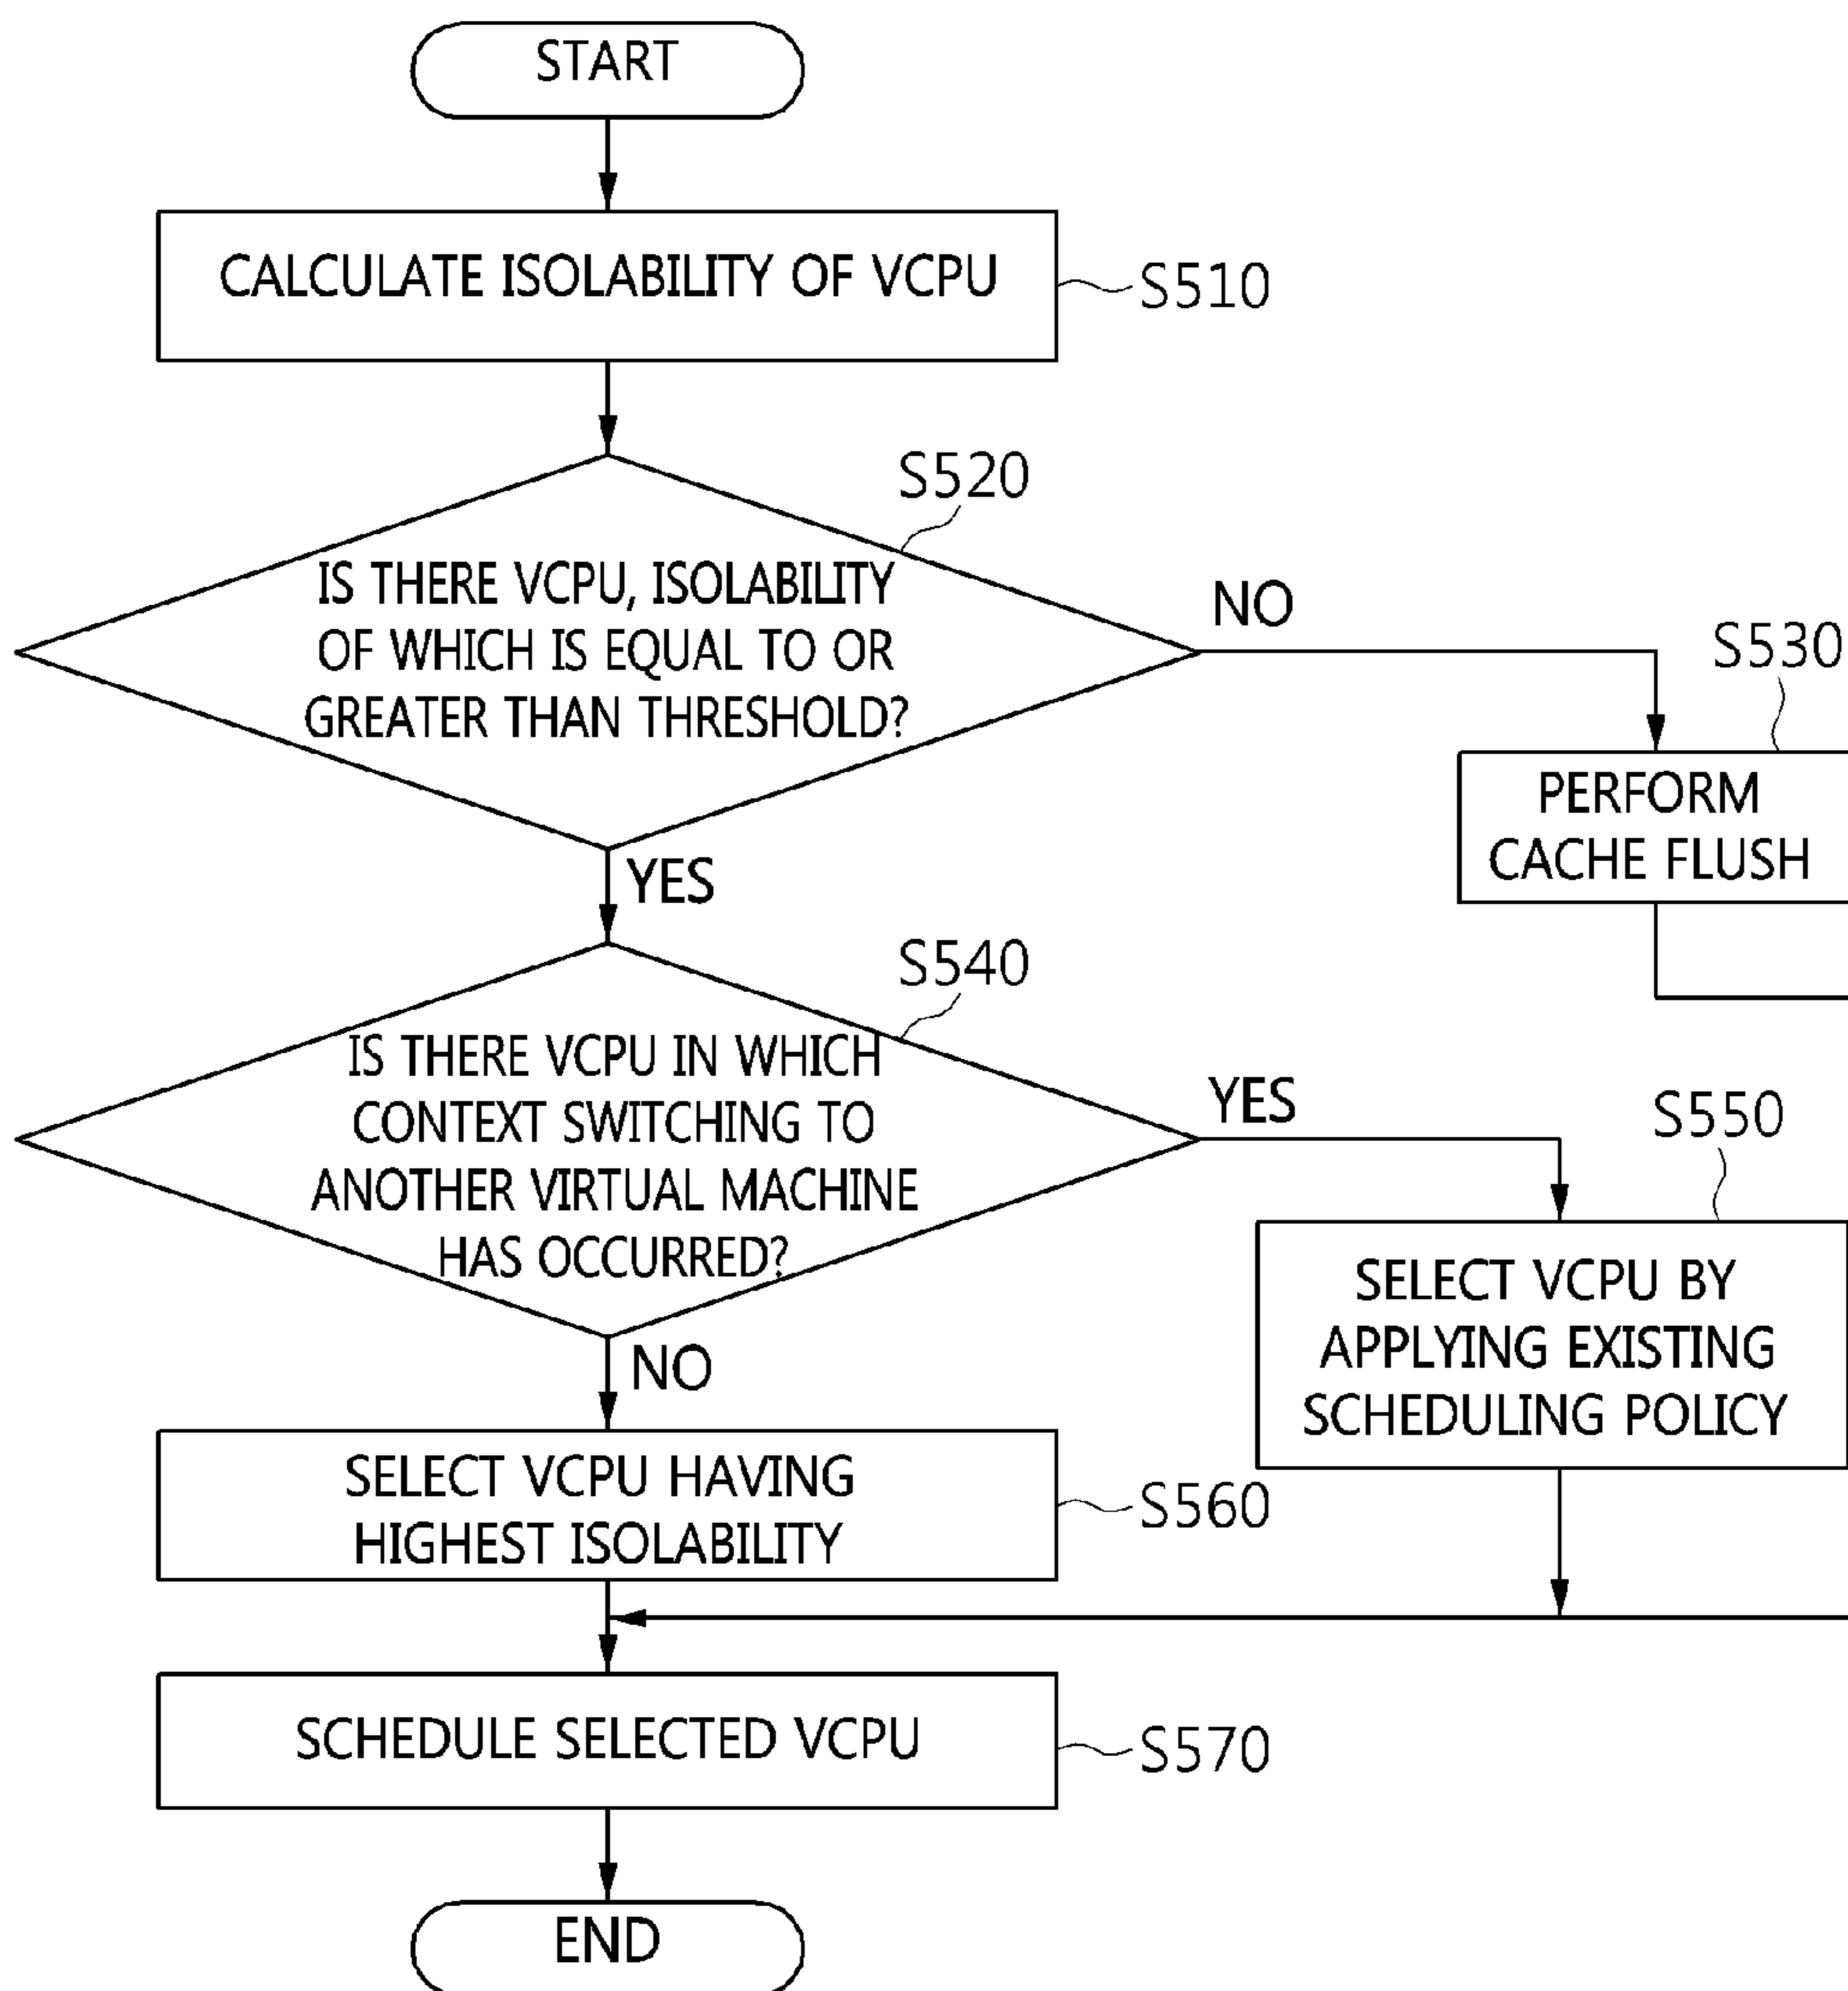 START
CALCULATE ISOLABILITY OF VCPU
S510
S520
IS THERE VCPU, ISOLABILITY
OF WHICH IS EQUAL TO OR
GREATER THAN THRESHOLD?
NO
S530
PERFORM
CACHE FLUSH
YES
S540
IS THERE VCPU IN WHICH
CONTEXT SWITCHING TO
ANOTHER VIRTUAL MACHINE
HAS OCCURRED?
YES
S550
SELECT VCPU BY
APPLYING EXISTING
SCHEDULING POLICY
NO
SELECT VCPU HAVING
HIGHEST ISOLABILITY
S560
SCHEDULE SELECTED VCPU
S570
END